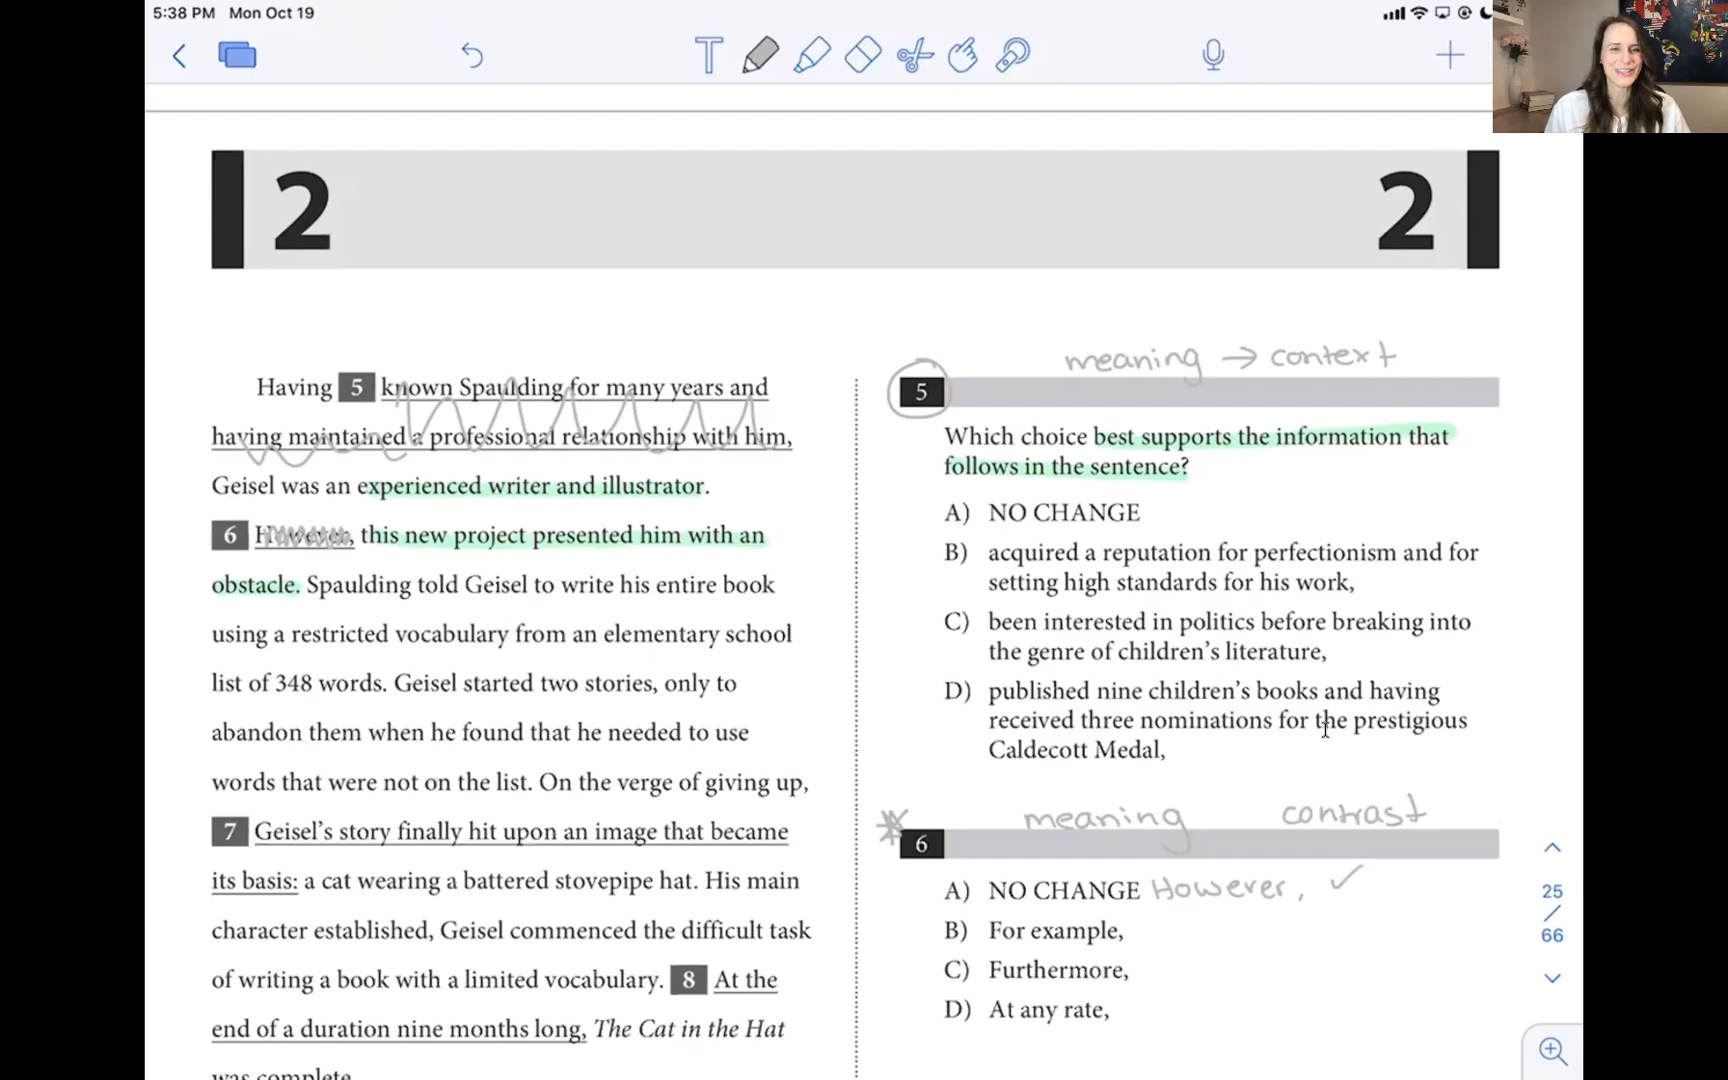 5:38 PM Mon Oct 19
2 2
Having 5 known Spaulding for many years and
having maintained a professional relationship with him,
Geisel was an experienced writer and illustrator.
6 However, this new project presented him with an
obstacle. Spaulding told Geisel to write his entire book
using a restricted vocabulary from an elementary school
list of 348 words. Geisel started two stories, only to
abandon them when he found that he needed to use
words that were not on the list. On the verge of giving up,
7 Geisel’s story finally hit upon an image that became
its basis: a cat wearing a battered stovepipe hat. His main
character established, Geisel commenced the difficult task
of writing a book with a limited vocabulary. 8 At the
end of a duration nine months long, The Cat in the Hat
was complete.
meaning → context
5
Which choice best supports the information that
follows in the sentence?
A) NO CHANGE
B) acquired a reputation for perfectionism and for
setting high standards for his work,
C) been interested in politics before breaking into
the genre of children’s literature,
D) published nine children’s books and having
received three nominations for the prestigious
Caldecott Medal,
meaning contrast
6
A) NO CHANGE However, ✓
B) For example,
C) Furthermore,
D) At any rate,
25
/
66